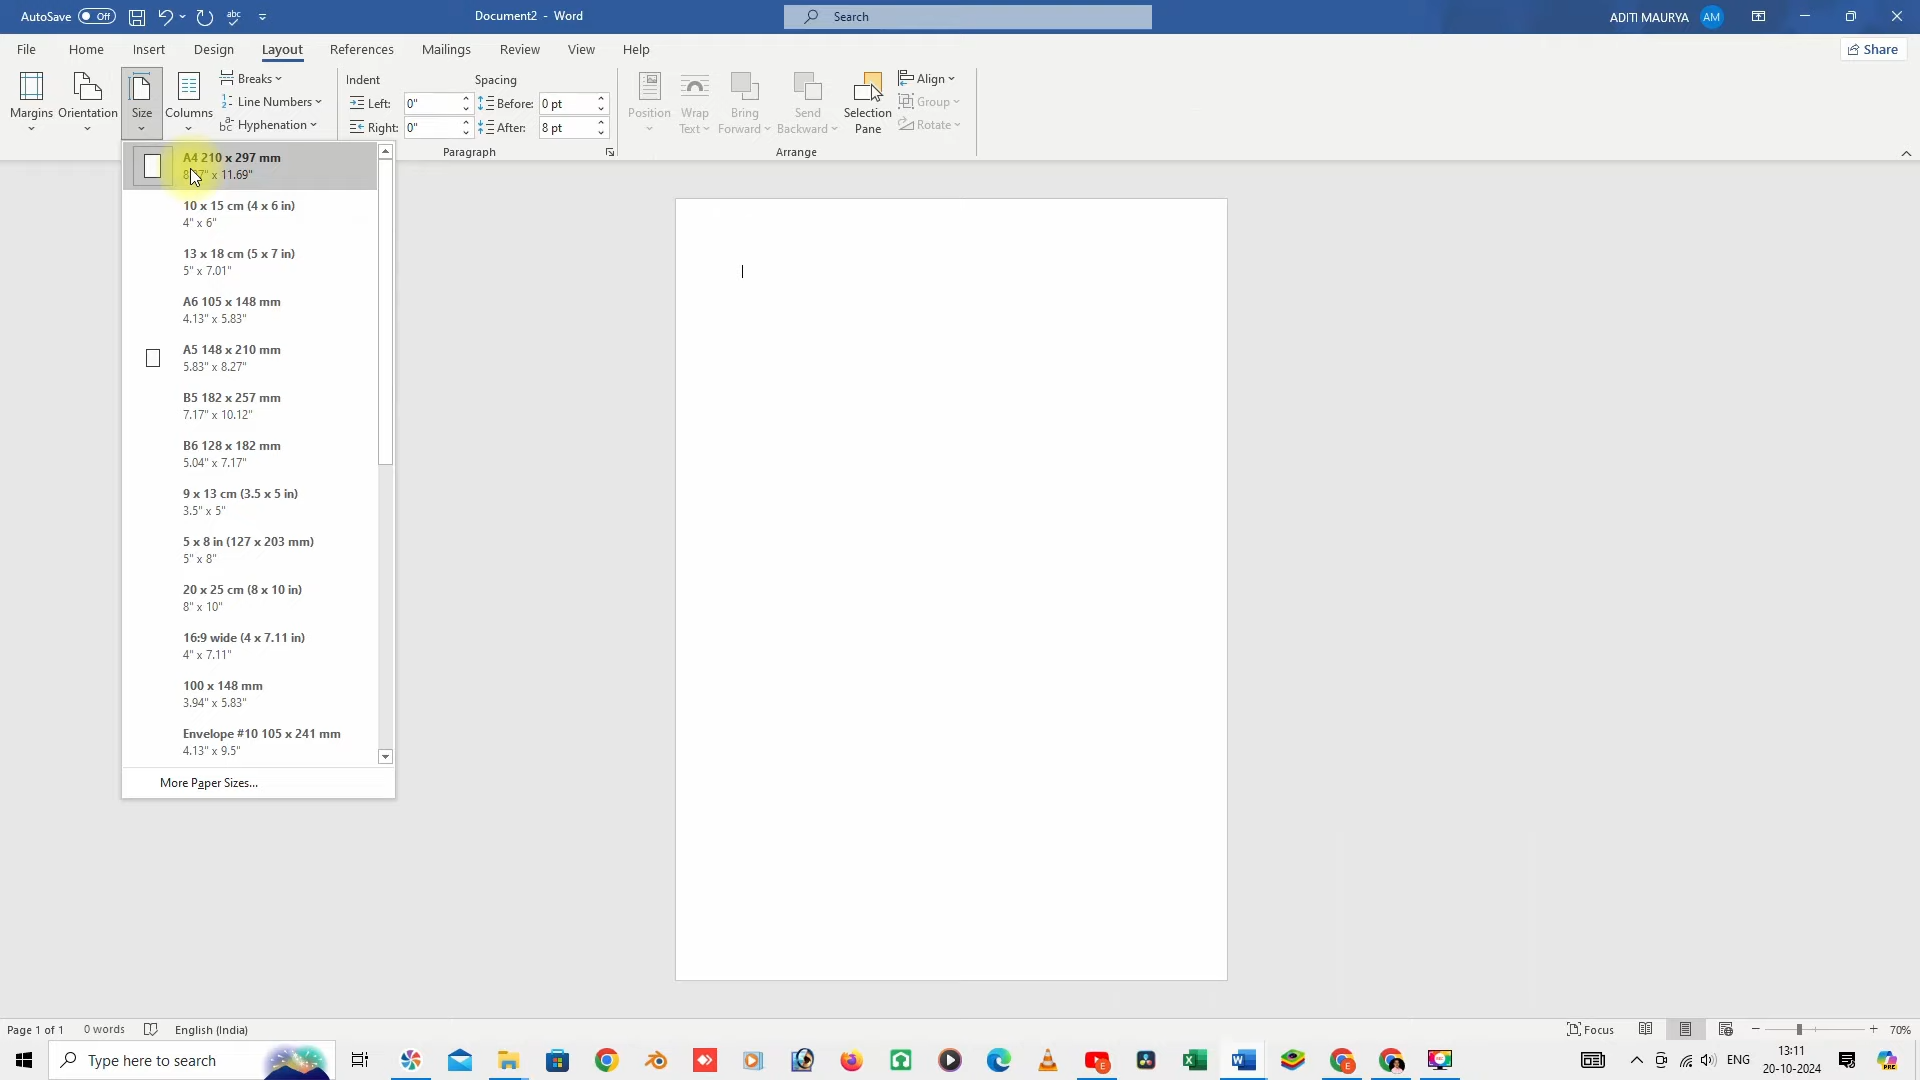 AutoSave Off Document2 - Word Search ADITI MAURYA AM
File Home Insert Design Layout References Mailings Review View Help Share
Margins Orientation Size Columns
Breaks
Line Numbers
Hyphenation
Indent Spacing
Left: 0" Before: 0 pt
Right: 0" After: 8 pt
Paragraph
Position Wrap Text Bring Forward Send Backward Selection Pane
Align
Group
Rotate
Arrange
A4 210 x 297 mm
x 11.69"
10 x 15 cm (4 x 6 in)
4" x 6"
13 x 18 cm (5 x 7 in)
5" x 7.01"
A6 105 x 148 mm
4.13" x 5.83"
A5 148 x 210 mm
5.83" x 8.27"
B5 182 x 257 mm
7.17" x 10.12"
B6 128 x 182 mm
5.04" x 7.17"
9 x 13 cm (3.5 x 5 in)
3.5" x 5"
5 x 8 in (127 x 203 mm)
5" x 8"
20 x 25 cm (8 x 10 in)
8" x 10"
16:9 wide (4 x 7.11 in)
4" x 7.11"
100 x 148 mm
3.94" x 5.83"
Envelope #10 105 x 241 mm
4.13" x 9.5"
More Paper Sizes...
Page 1 of 1 0 words English (India) Focus 70%
Type here to search ENG 13:11
20-10-2024